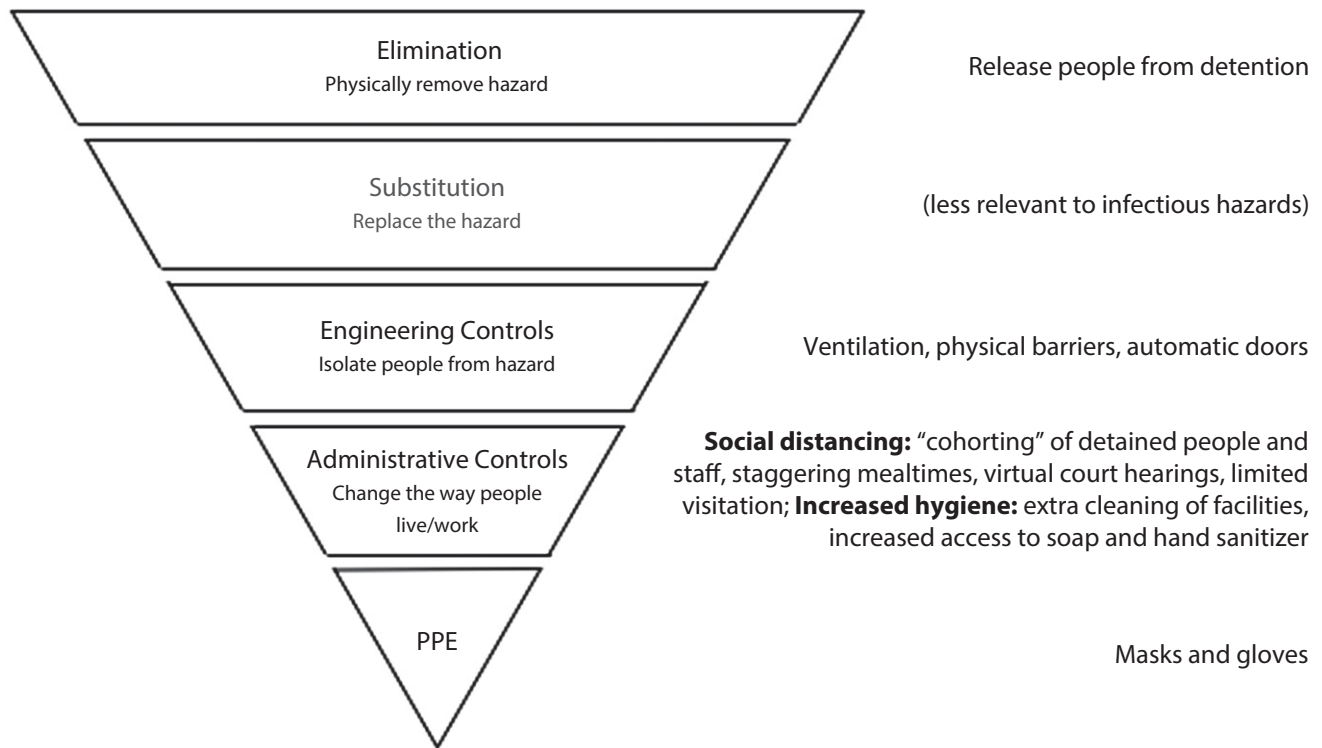 Elimination
Physically remove hazard
Release people from detention
Substitution
Replace the hazard
(less relevant to infectious hazards)
Engineering Controls
Isolate people from hazard
Ventilation, physical barriers, automatic doors
Administrative Controls
Change the way people
live/work
Social distancing: “cohorting” of detained people and
staff, staggering mealtimes, virtual court hearings, limited
visitation; Increased hygiene: extra cleaning of facilities,
increased access to soap and hand sanitizer
PPE
Masks and gloves